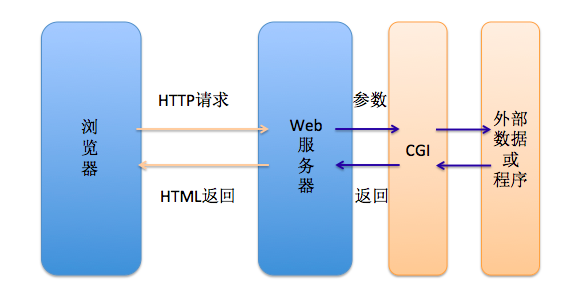 浏
览
器
HTTP请求
HTML返回
Web
服
务
器
参数
返回
CGI
外部
数据
或
程序